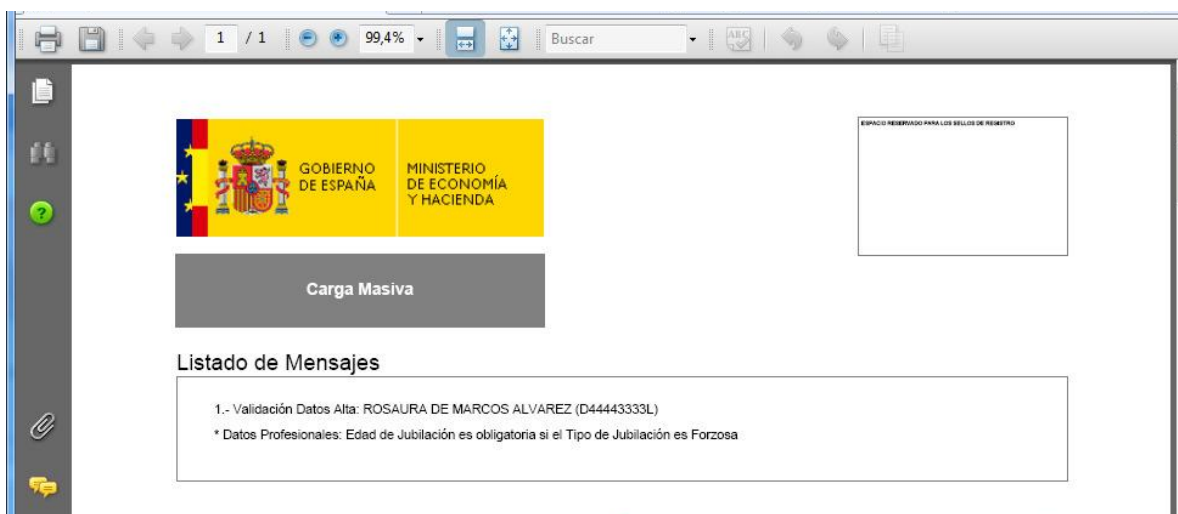 1 / 1
99,4%
Buscar
ABC
?
GOBIERNO
DE ESPAÑA
MINISTERIO
DE ECONOMÍA
Y HACIENDA
ESPACIO RESERVADO PARA LOS SELLOS DE REGISTRO
Carga Masiva
Listado de Mensajes
1.- Validación Datos Alta: ROSAURA DE MARCOS ALVAREZ (D44443333L)
* Datos Profesionales: Edad de Jubilación es obligatoria si el Tipo de Jubilación es Forzosa